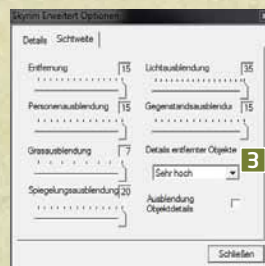 Skyrim Erweitert Optionen
Details Sichtweite
Entfernung 15
Lichtausblendung 35
Personenausblendung 15
Gegenstandsausblendu 15
Grasausblendung 7
Details entfernter Objekte
3
Sehr hoch
Spiegelungsausblendung 20
Ausblendung
Objektdetails
Schließen